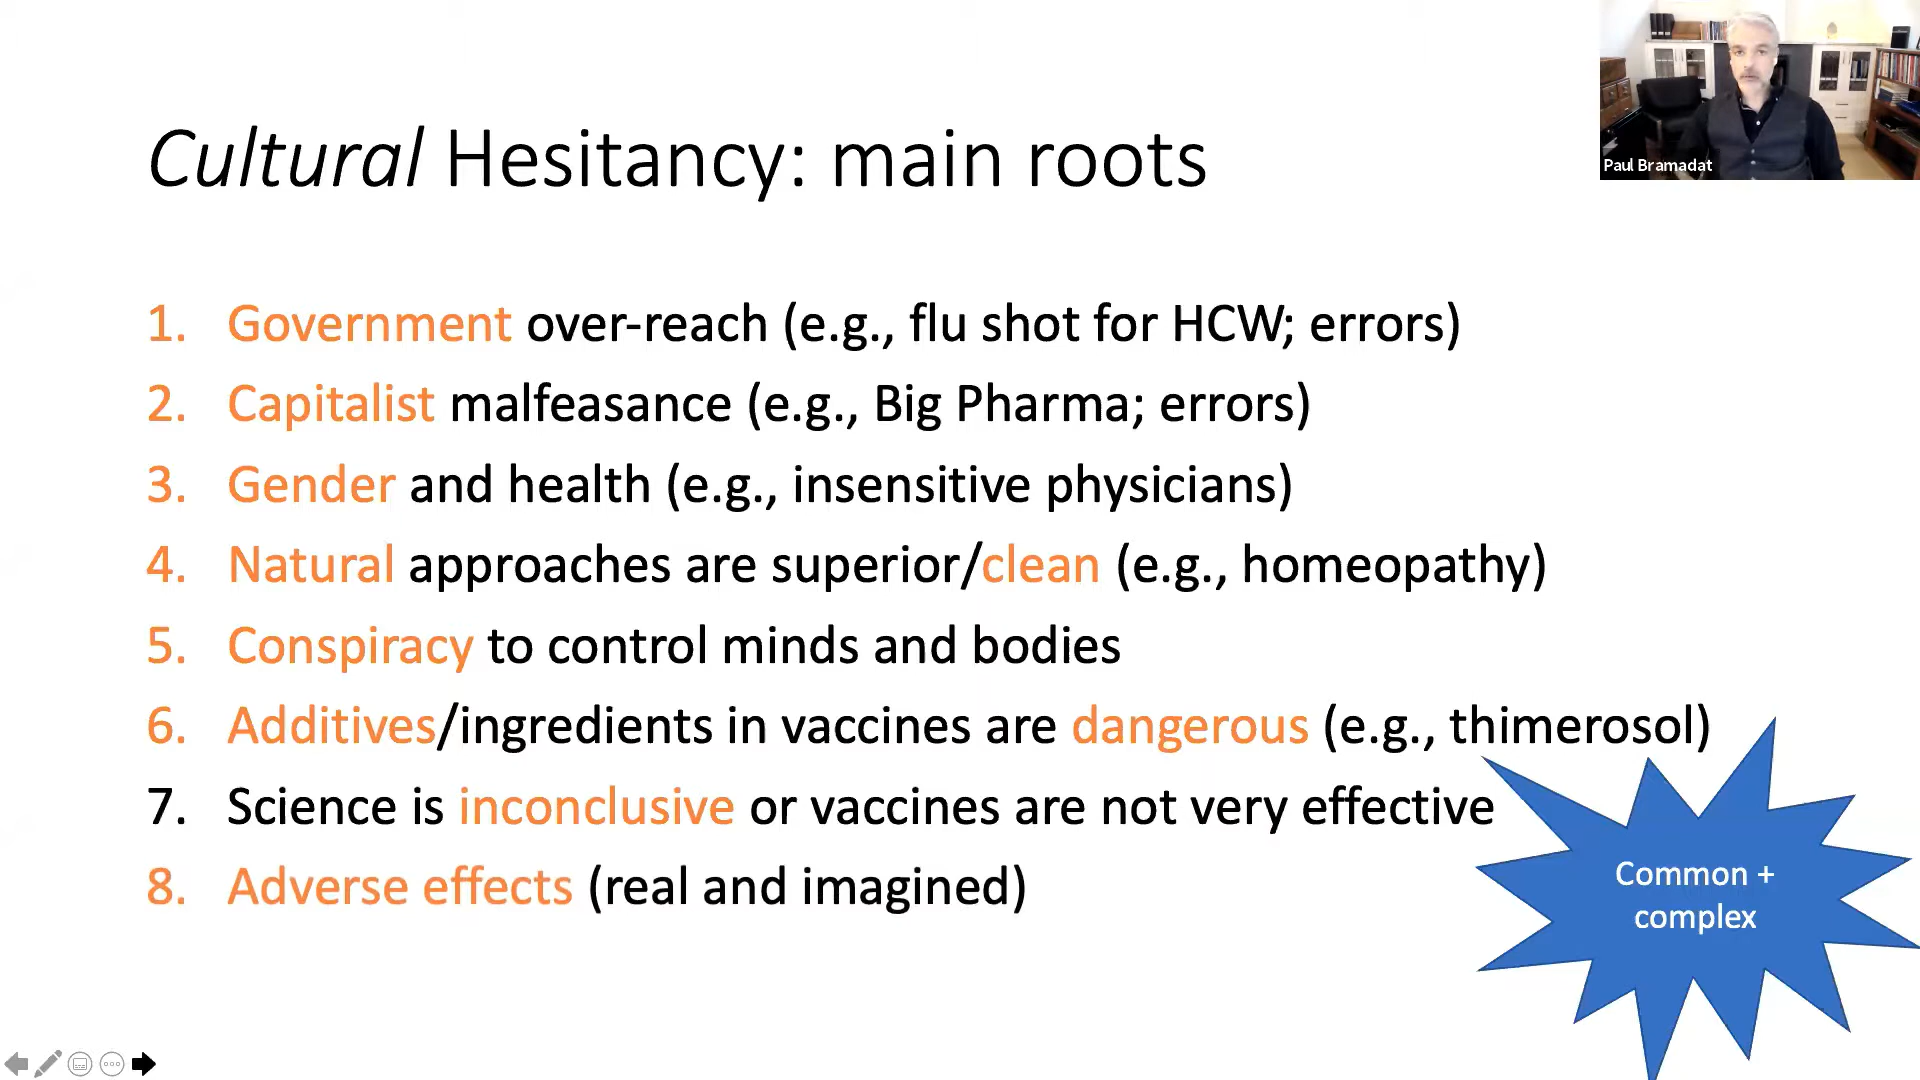 Cultural Hesitancy: main roots
Paul Bramadat
1. Government over-reach (e.g., flu shot for HCW; errors)
2. Capitalist malfeasance (e.g., Big Pharma; errors)
3. Gender and health (e.g., insensitive physicians)
4. Natural approaches are superior/clean (e.g., homeopathy)
5. Conspiracy to control minds and bodies
6. Additives/ingredients in vaccines are dangerous (e.g., thimerosol)
7. Science is inconclusive or vaccines are not very effective
8. Adverse effects (real and imagined)
Common +
complex